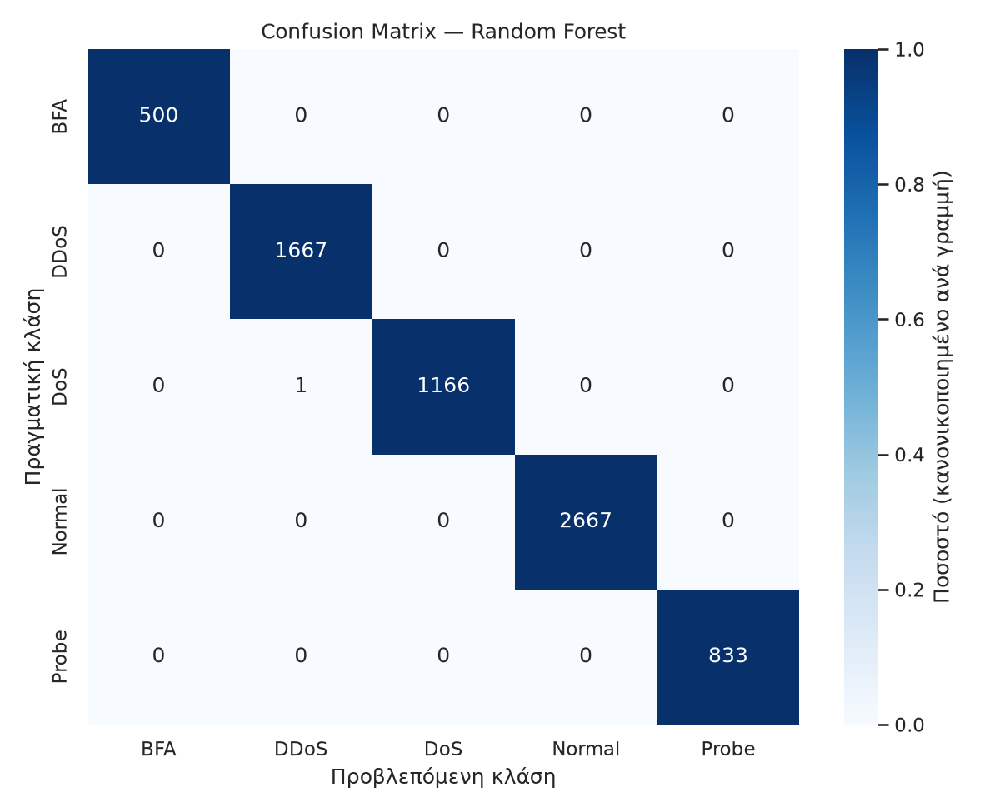 Confusion Matrix — Random Forest
Πραγματική κλάση
BFA
500 0 0 0 0
DDoS
0 1667 0 0 0
DoS
0 1 1166 0 0
Normal
0 0 0 2667 0
Probe
0 0 0 0 833
BFA DDoS DoS Normal Probe
Προβλεπόμενη κλάση
1.0
0.8
0.6
0.4
0.2
0.0
Ποσοστό (κανονικοποιημένο ανά γραμμή)